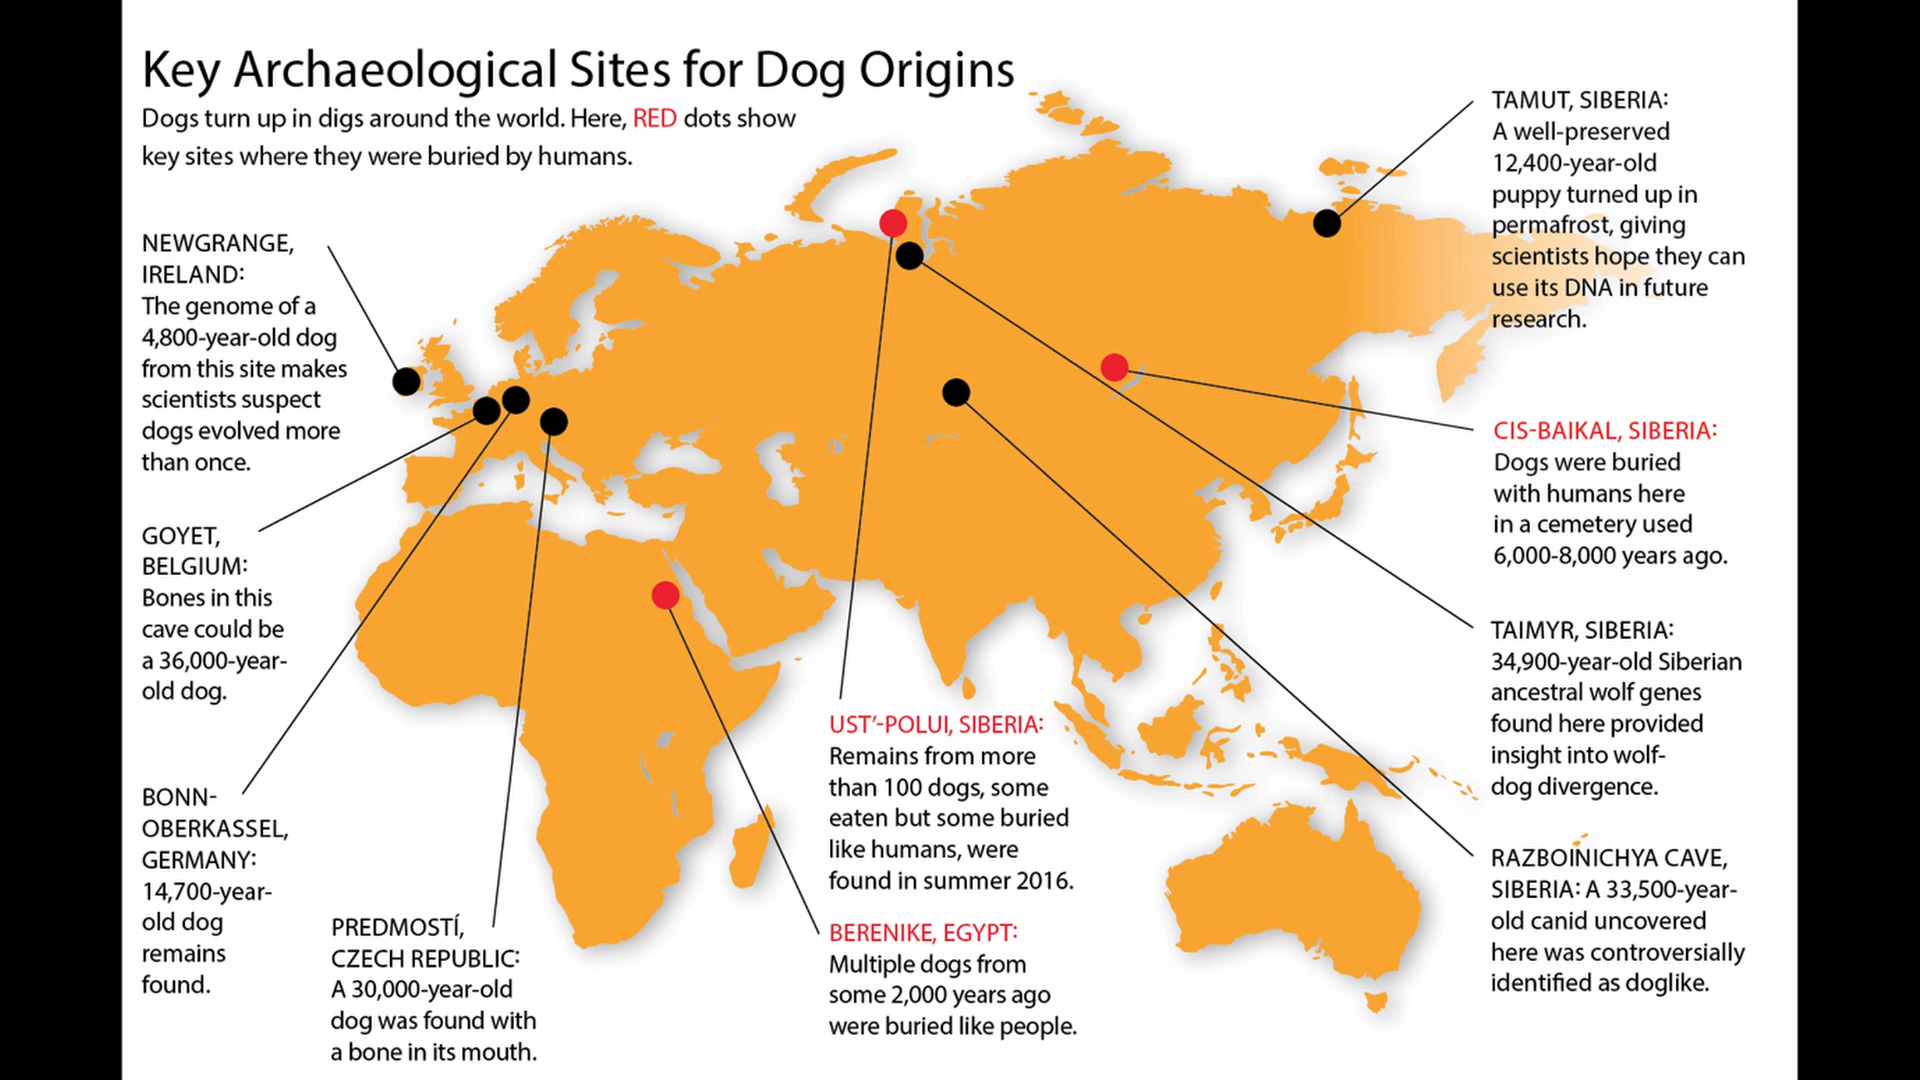 Key Archaeological Sites for Dog Origins
Dogs turn up in digs around the world. Here, RED dots show
key sites where they were buried by humans.
NEWGRANGE,
IRELAND:
The genome of a
4,800-year-old dog
from this site makes
scientists suspect
dogs evolved more
than once.
GOYET,
BELGIUM:
Bones in this
cave could be
a 36,000-year-
old dog.
BONN-
OBERKASSEL,
GERMANY:
14,700-year-
old dog
remains
found.
PREDMOSTÍ,
CZECH REPUBLIC:
A 30,000-year-old
dog was found with
a bone in its mouth.
UST’-POLUI, SIBERIA:
Remains from more
than 100 dogs, some
eaten but some buried
like humans, were
found in summer 2016.
BERENIKE, EGYPT:
Multiple dogs from
some 2,000 years ago
were buried like people.
TAMUT, SIBERIA:
A well-preserved
12,400-year-old
puppy turned up in
permafrost, giving
scientists hope they can
use its DNA in future
research.
CIS-BAIKAL, SIBERIA:
Dogs were buried
with humans here
in a cemetery used
6,000-8,000 years ago.
TAIMYR, SIBERIA:
34,900-year-old Siberian
ancestral wolf genes
found here provided
insight into wolf-
dog divergence.
RAZBOINICHYA CAVE,
SIBERIA: A 33,500-year-
old canid uncovered
here was controversially
identified as doglike.